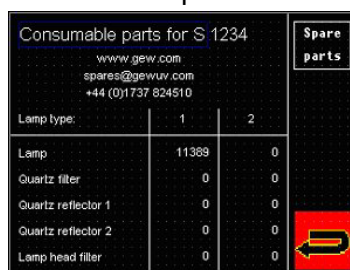 Consumable parts for S 1234
www.gew.com
spares@gewuv.com
+44 (0)1737 824510
Spare
parts
Lamp type: 1 2
Lamp 11389 0
Quartz filter 0 0
Quartz reflector 1 0 0
Quartz reflector 2 0 0
Lamp head filter 0 0